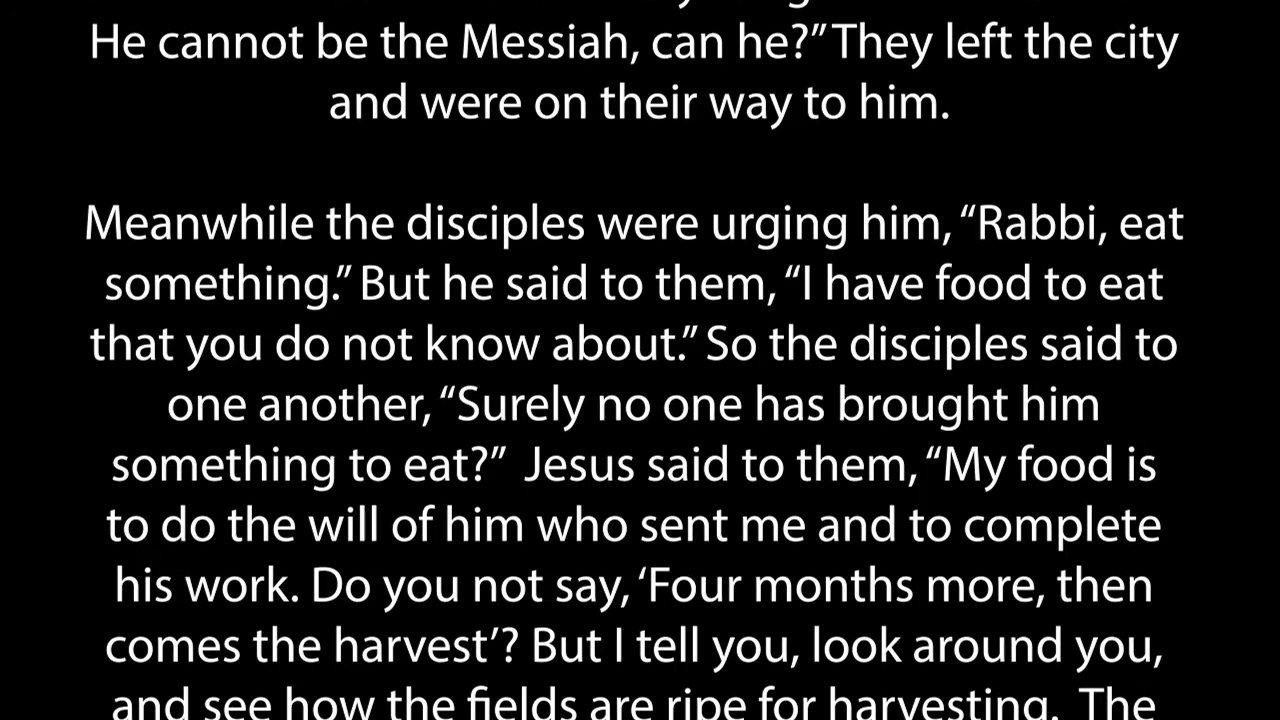 He cannot be the Messiah, can he?” They left the city
and were on their way to him.
Meanwhile the disciples were urging him, “Rabbi, eat
something.” But he said to them, “I have food to eat
that you do not know about.” So the disciples said to
one another, “Surely no one has brought him
something to eat?”  Jesus said to them, “My food is
to do the will of him who sent me and to complete
his work. Do you not say, ‘Four months more, then
comes the harvest’? But I tell you, look around you,
and see how the fields are ripe for harvesting.  The